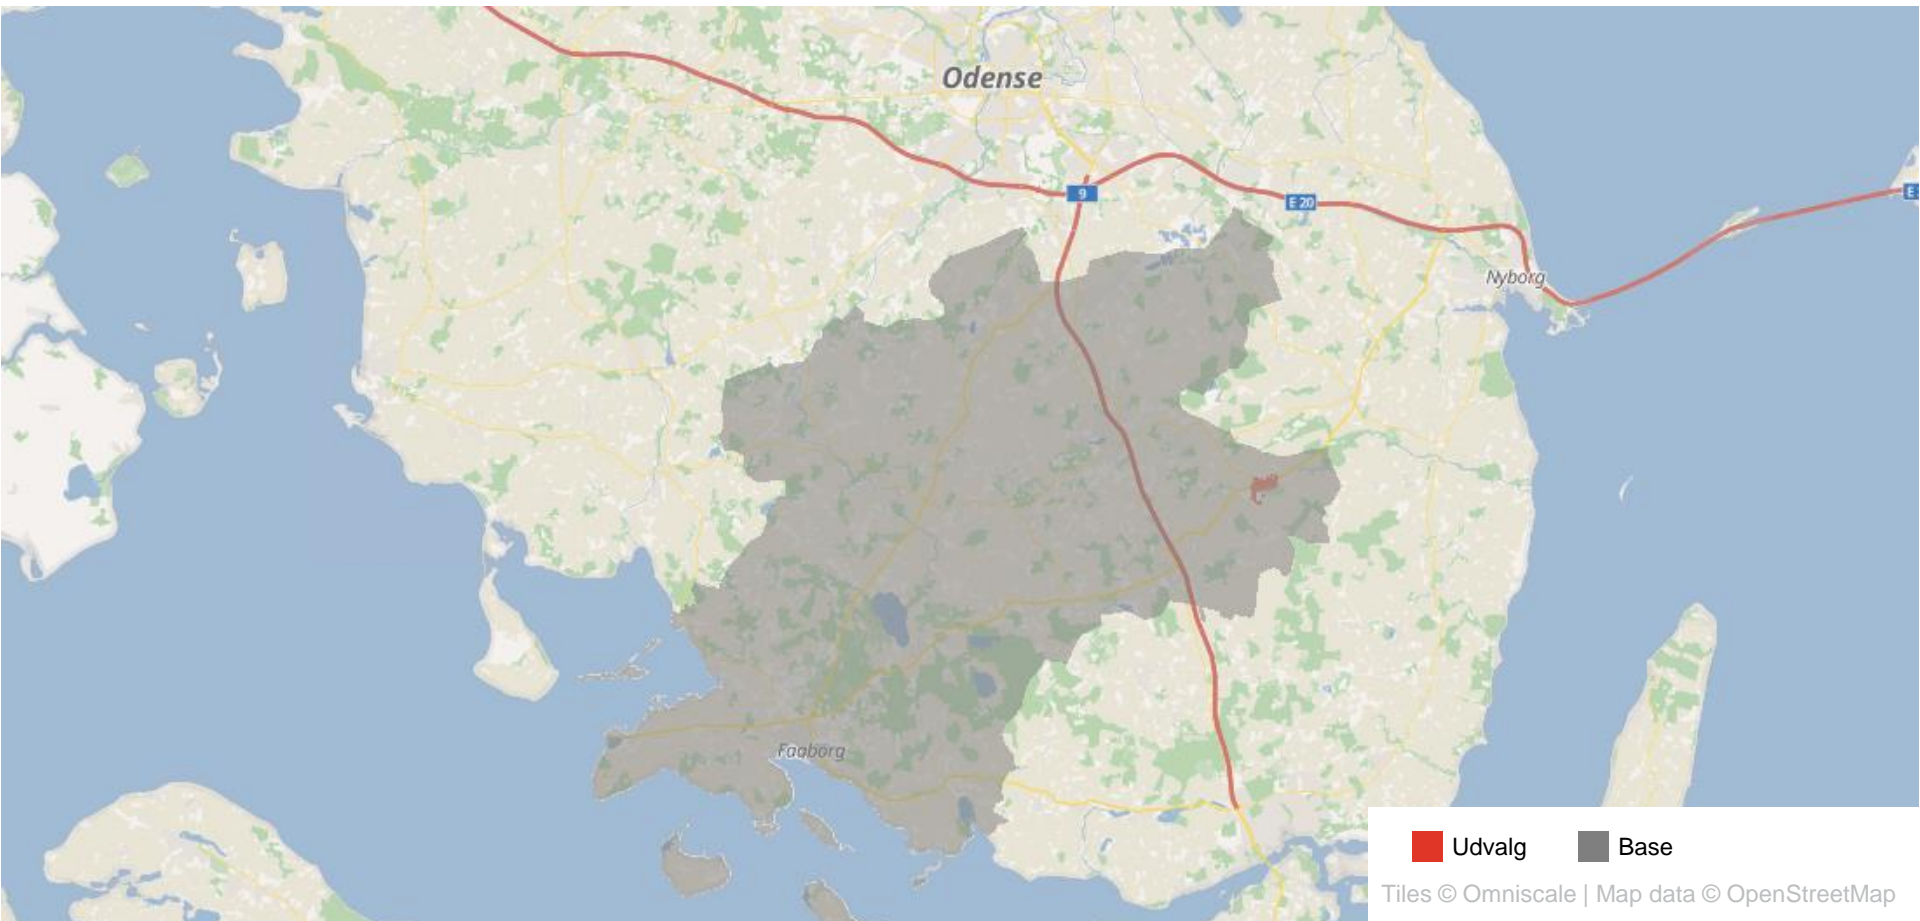 Odense
9
E 20
E
Nyborg
Faaborg
Udvalg
Base
Tiles © Omniscale | Map data © OpenStreetMap